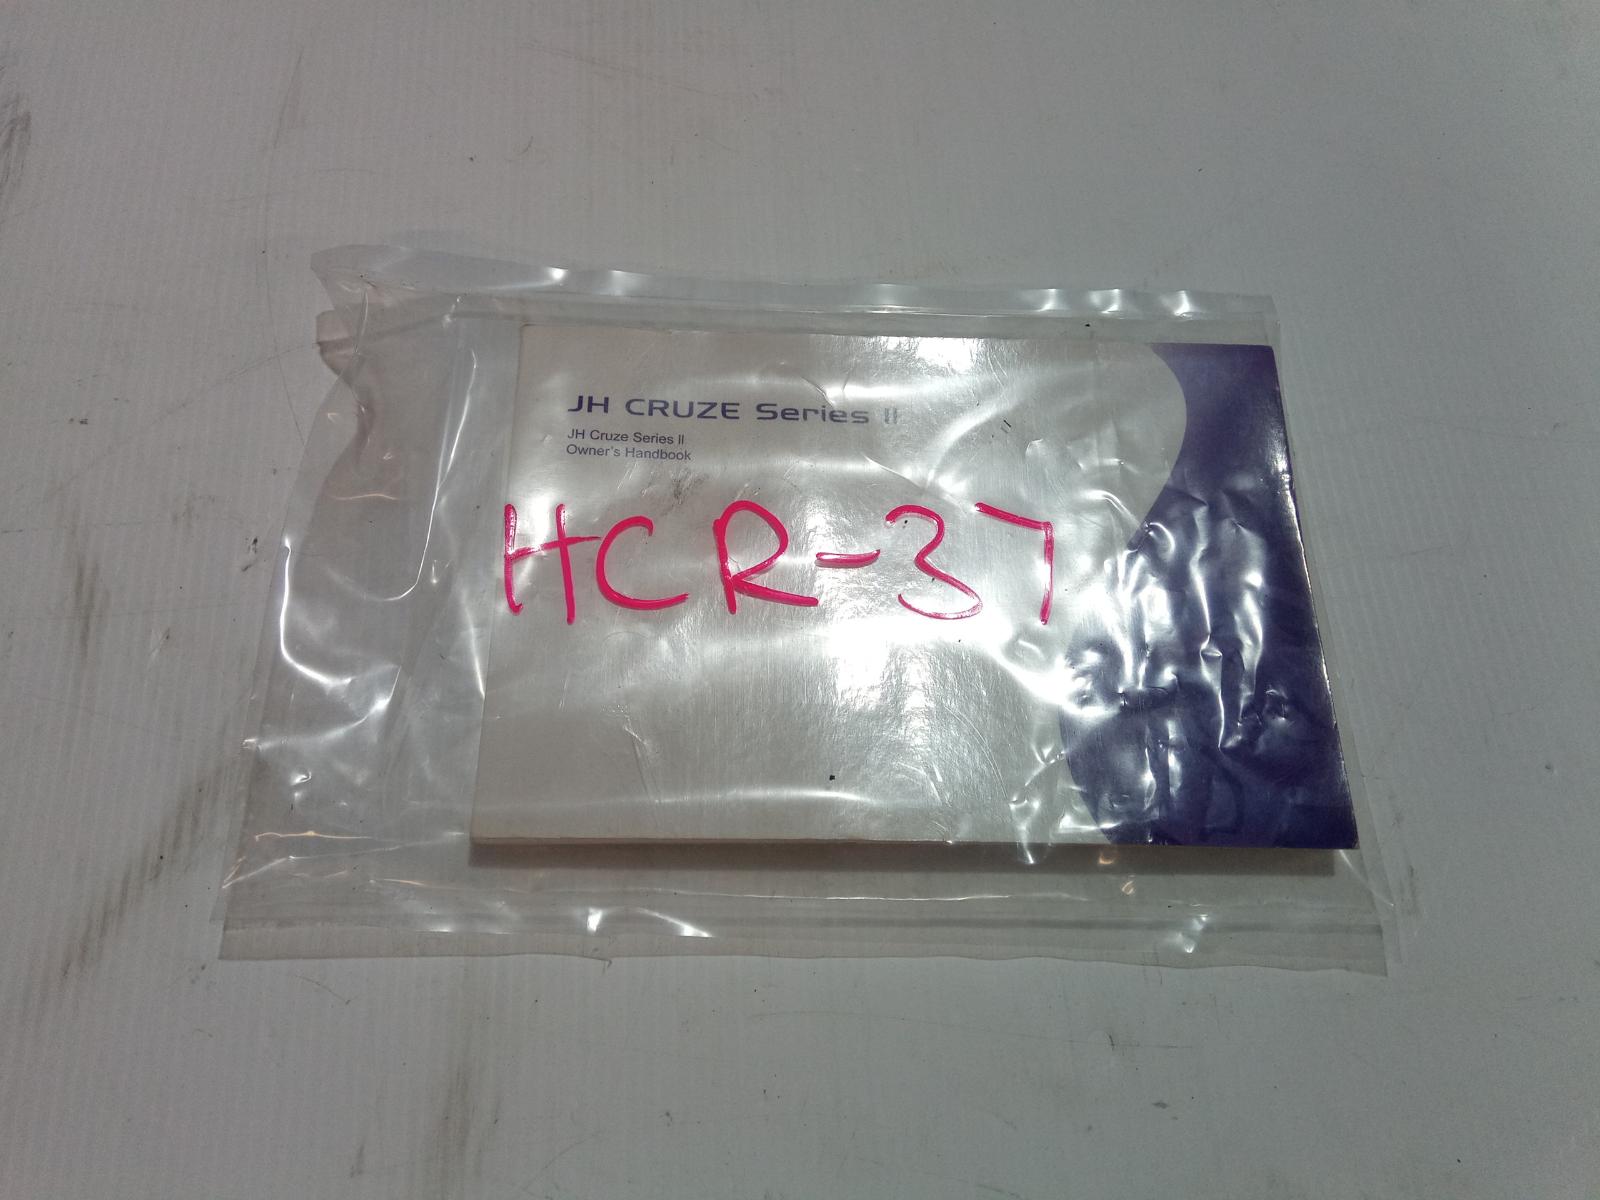 JH CRUZE Series II
JH Cruze Series II
Owner's Handbook
HCR-37